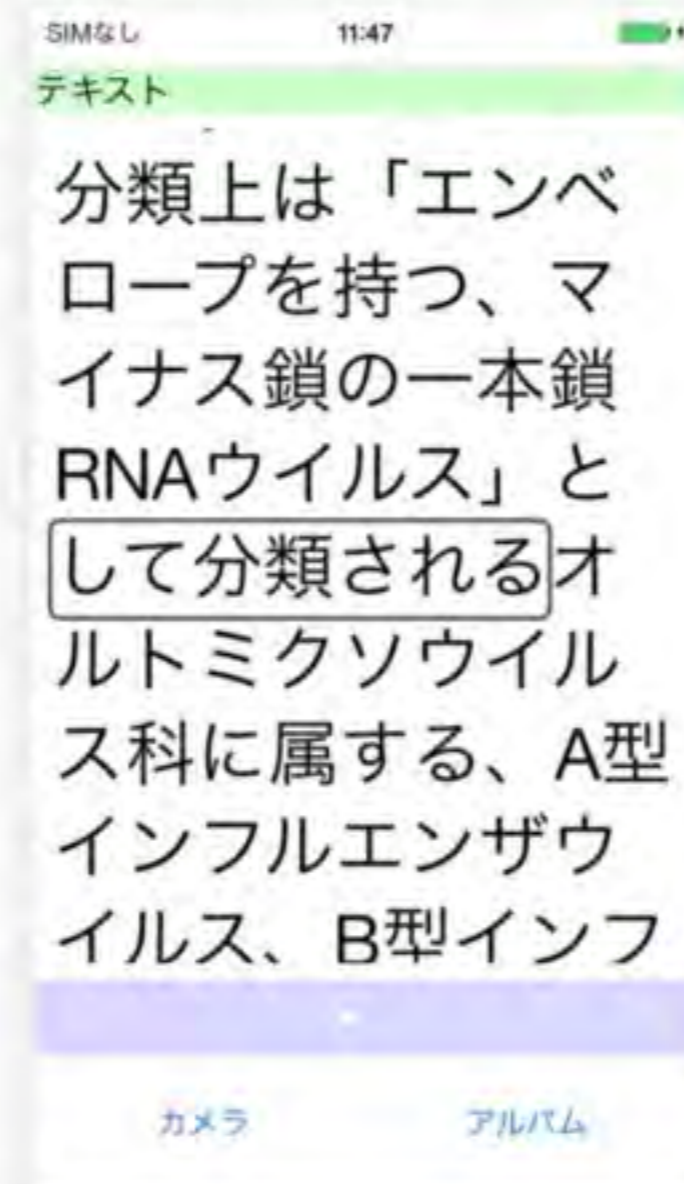 SIMなし 11:47
テキスト
分類上は「エンベ
ロープを持つ、マ
イナス鎖の一本鎖
RNAウイルス」と
して分類されるオ
ルトミクソウイル
ス科に属する、A型
インフルエンザウ
イルス、B型インフ
カメラ アルバム